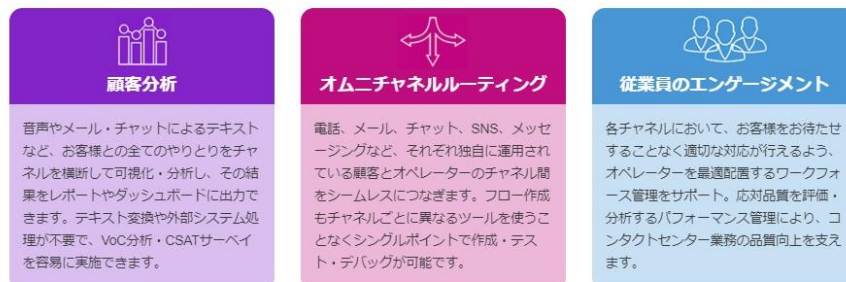 顧客分析
音声やメール・チャットによるテキスト
など、お客様との全てのやりとりをチャ
ネルを横断して可視化・分析し、その結
果をレポートやダッシュボードに出力で
きます。テキスト変換や外部システム処
理が不要で、VoC分析・CSATサーベイ
を容易に実施できます。
オムニチャネルルーティング
電話、メール、チャット、SNS、メッセ
ージングなど、それぞれ独自に運用され
ている顧客とオペレーターのチャネル間
をシームレスにつなぎます。フロー作成
もチャネルごとに異なるツールを使うこ
となくシングルポイントで作成・テス
ト・デバッグが可能です。
従業員のエンゲージメント
各チャネルにおいて、お客様をお待たせ
することなく適切な対応が行えるよう、
オペレーターを最適配置するワークフォ
ース管理をサポート。応対品質を評価・
分析するパフォーマンス管理により、コ
ンタクトセンター業務の品質向上を支え
ます。